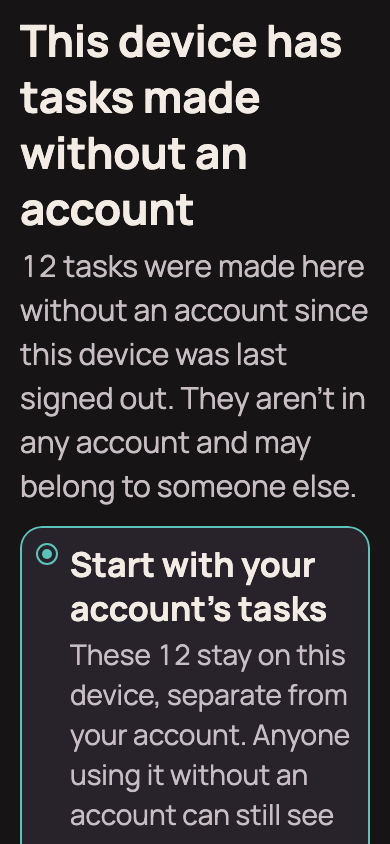 This device has
tasks made
without an
account
12 tasks were made here
without an account since
this device was last
signed out. They aren’t in
any account and may
belong to someone else.
Start with your
account’s tasks
These 12 stay on this
device, separate from
your account. Anyone
using it without an
account can still see